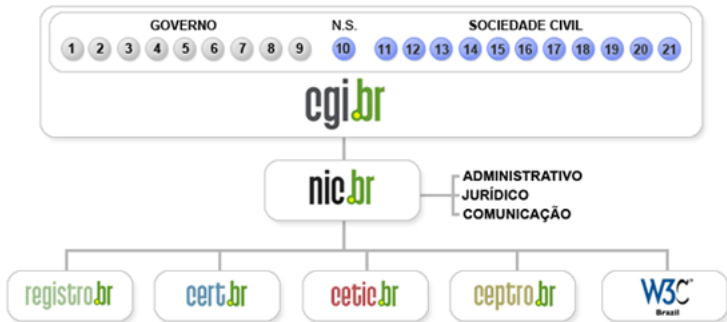 GOVERNO N.S. SOCIEDADE CIVIL
1 2 3 4 5 6 7 8 9 10 11 12 13 14 15 16 17 18 19 20 21
cgi.br
nic.br
ADMINISTRATIVO
JURÍDICO
COMUNICAÇÃO
registro.br cert.br cetic.br ceptro.br W3C®
Brazil